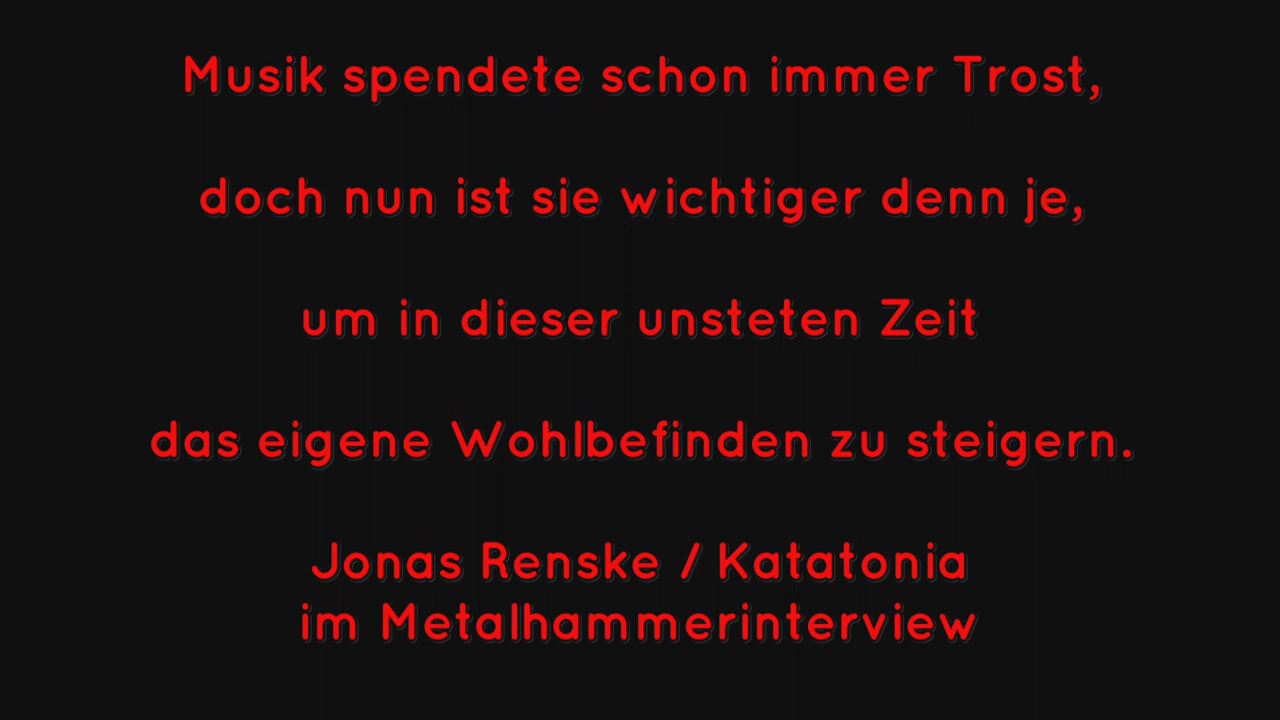 Musik spendete schon immer Trost,
doch nun ist sie wichtiger denn je,
um in dieser unsteten Zeit
das eigene Wohlbefinden zu steigern.
Jonas Renske / Katatonia
im Metalhammerinterview